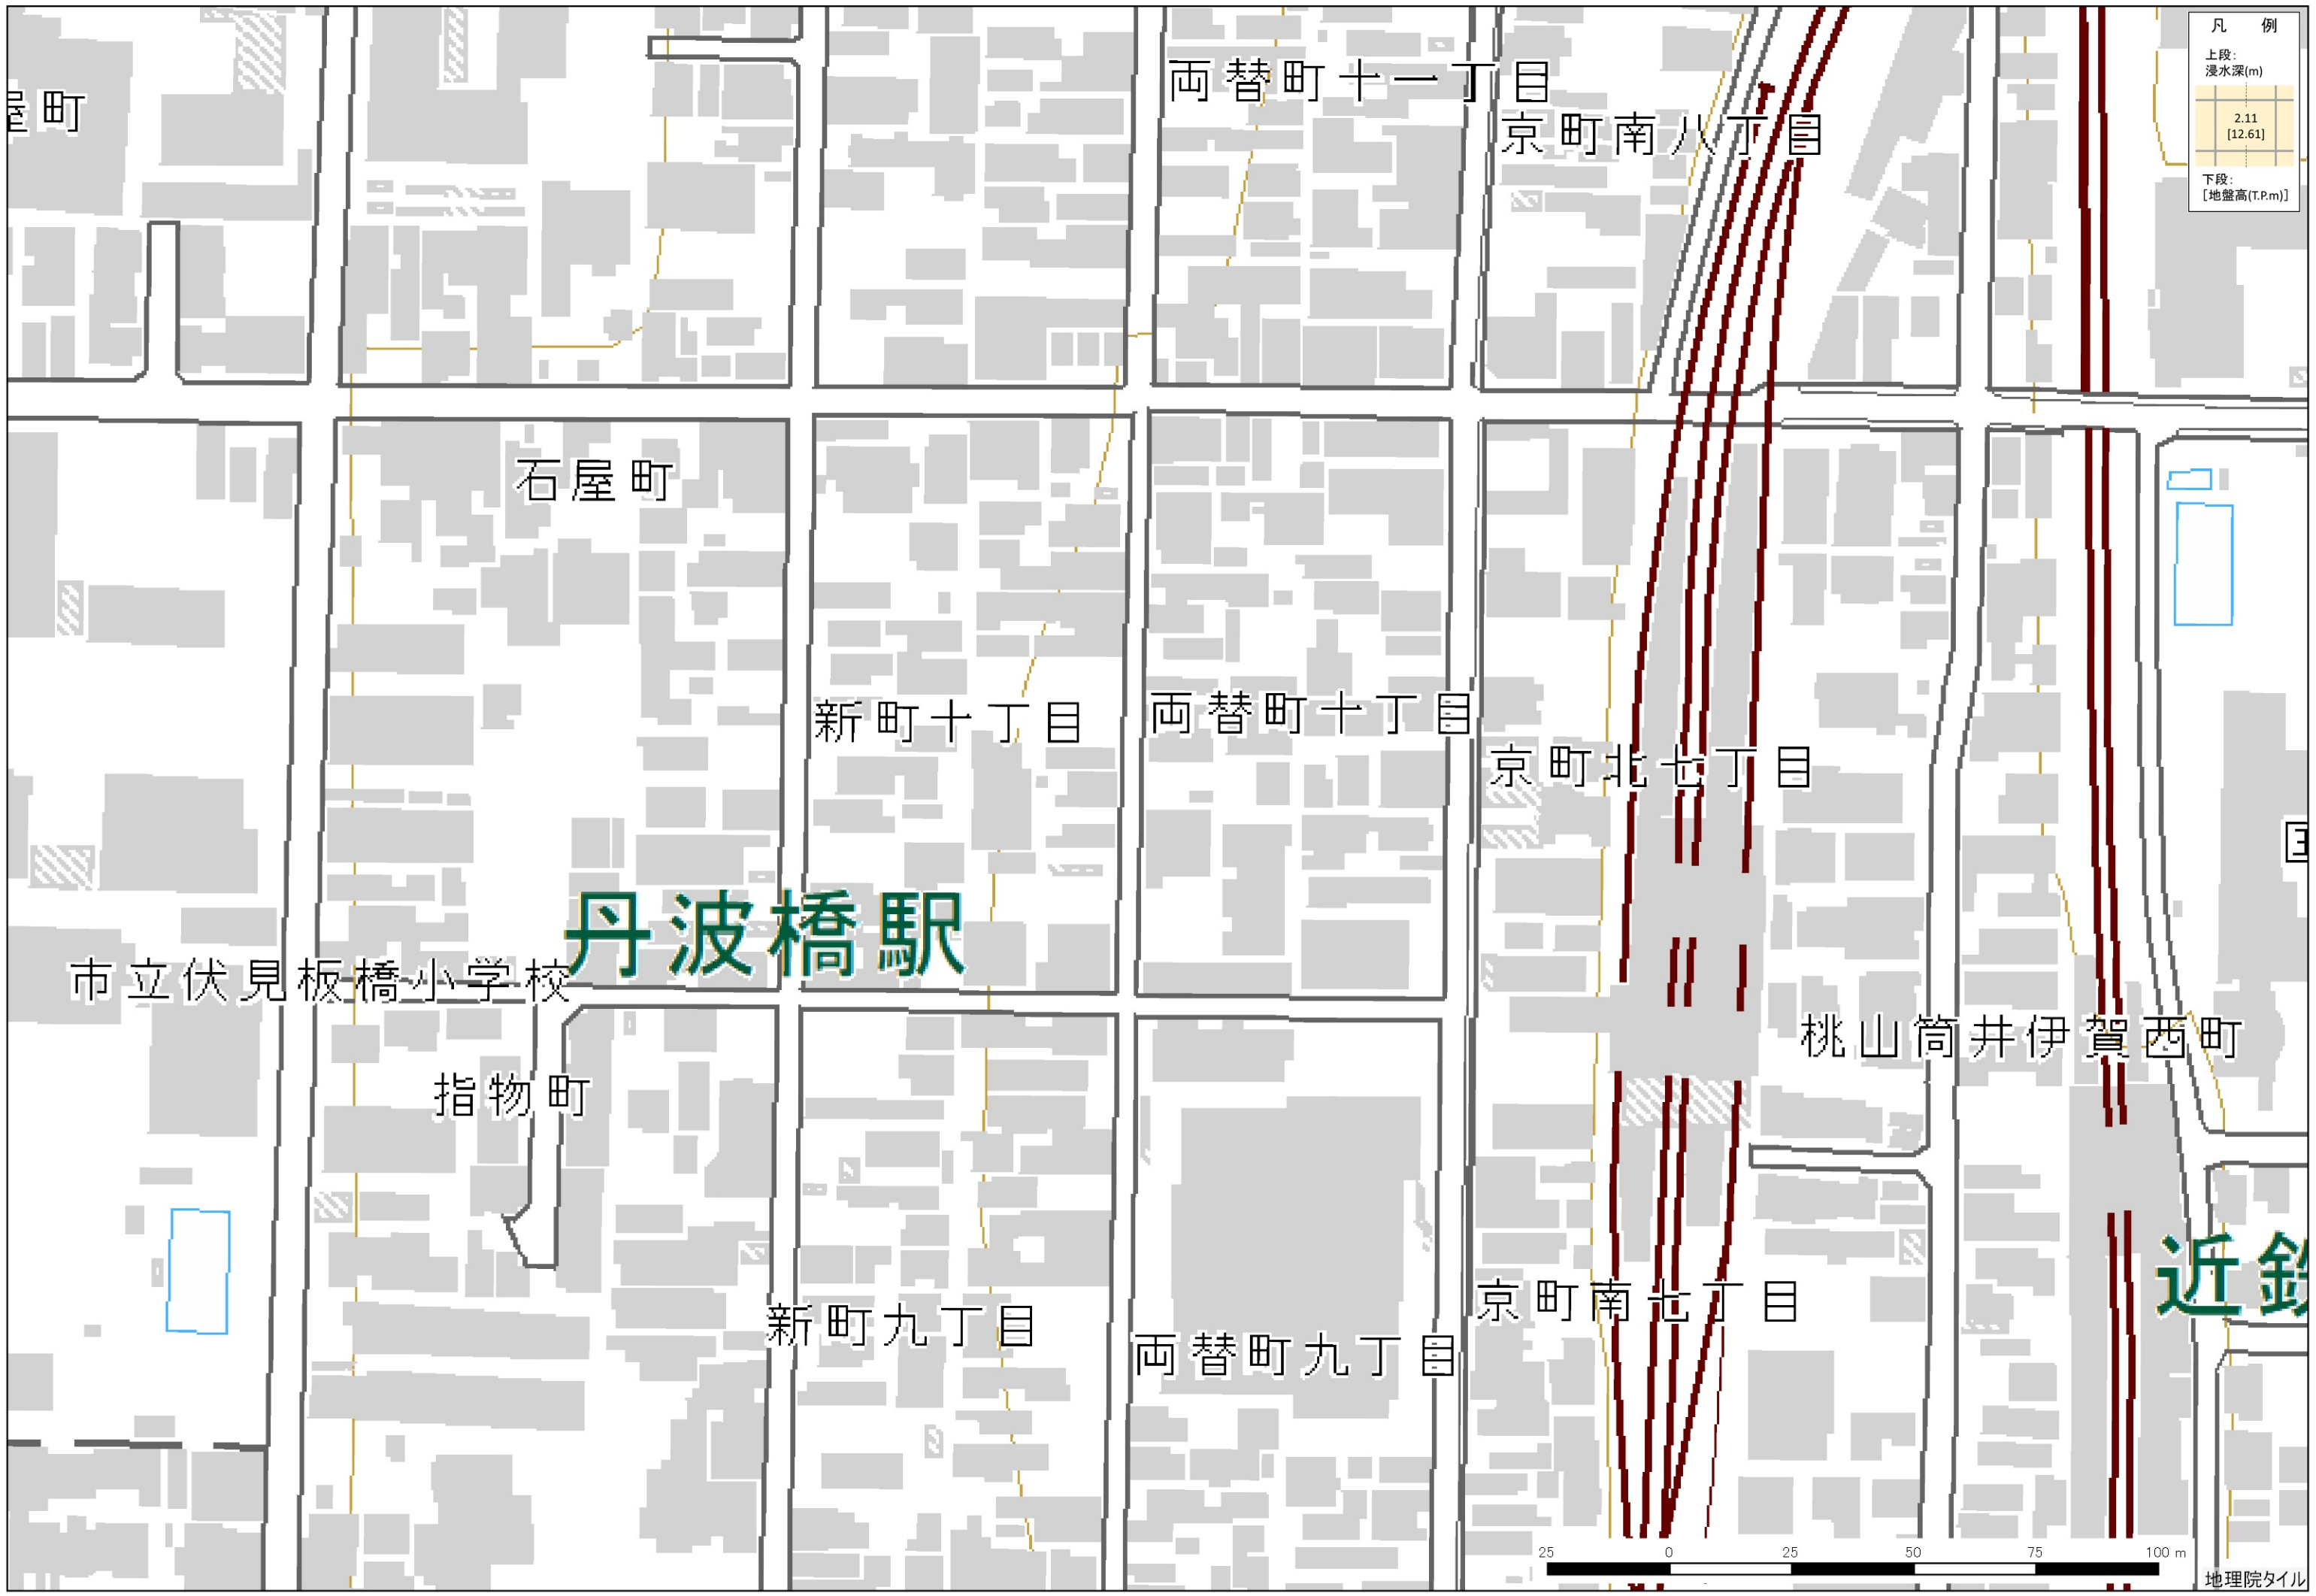 凡 例
上段:
浸水深(m)
2.11
[12.61]
下段:
[地盤高(T.P.m)]
両替町十一丁目
屋町
京町南八丁目
石屋町
新町十丁目
両替町十丁目
京町北七丁目
丹波橋駅
市立伏見板橋小学校
桃山筒井伊賀西町
指物町
近鉄
新町九丁目
両替町九丁目
京町南七丁目
25 0 25 50 75 100 m
地理院タイル